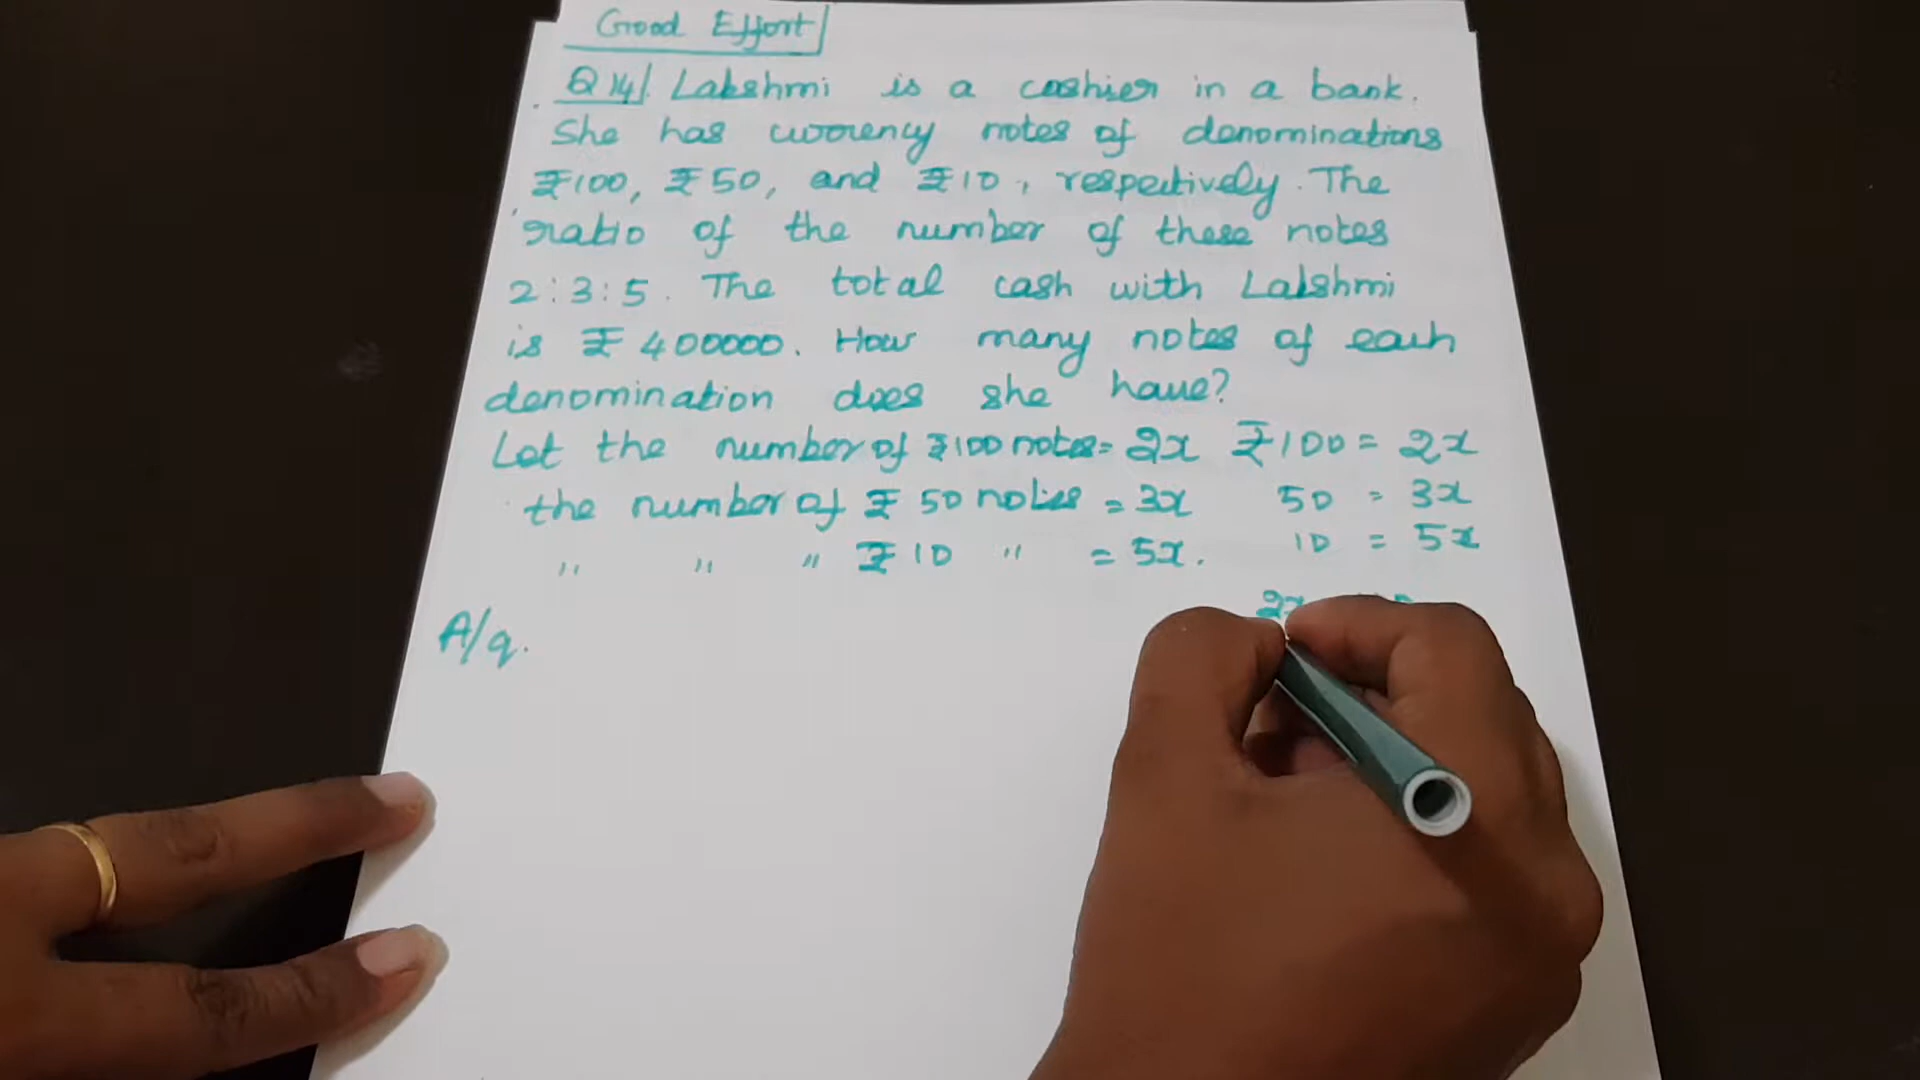 Good Effort
Q14. Lakshmi is a cashier in a bank.
She has currency notes of denominations
₹100, ₹50, and ₹10, respectively. The
ratio of the number of these notes
2:3:5. The total cash with Lakshmi
is ₹ 400000. How many notes of each
denomination does she have?
Let the number of ₹100 notes = 2x ₹100 = 2x
the number of ₹ 50 notes = 3x 50 = 3x
" " " ₹10 " = 5x. 10 = 5x
2x
A/q.